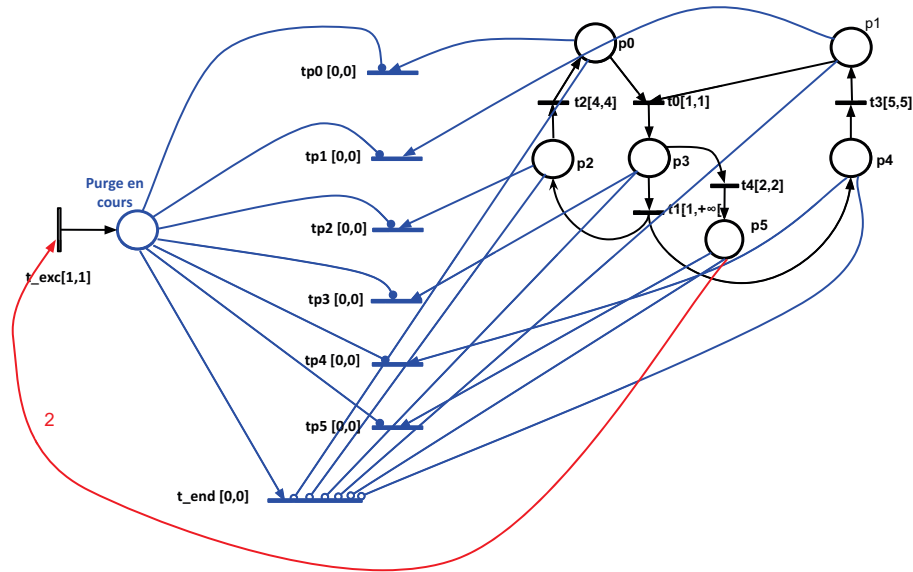 p0
p1
tp0 [0,0]
t2[4,4]
t0[1,1]
t3[5,5]
tp1 [0,0]
p2
p3
p4
Purge en
cours
t4[2,2]
tp2 [0,0]
t1[1,+∞[
p5
t_exc[1,1]
tp3 [0,0]
tp4 [0,0]
2
tp5 [0,0]
t_end [0,0]